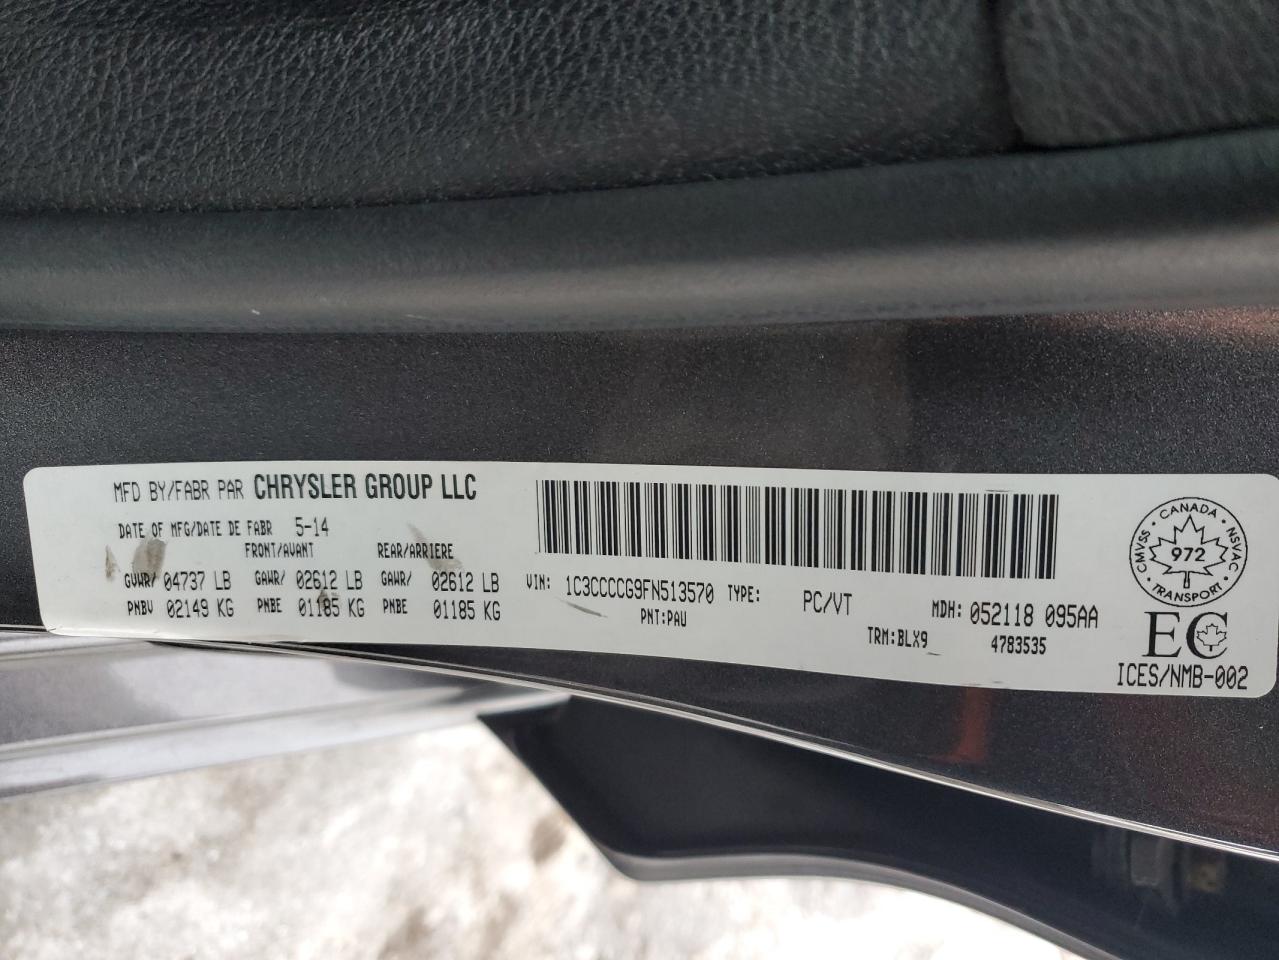 MFD BY/FABR PAR CHRYSLER GROUP LLC
DATE OF MFG/DATE DE FABR 5-14
FRONT/AVANT REAR/ARRIERE
GVWR/ 04737 LB GAWR/ 02612 LB GAWR/ 02612 LB
PNBV 02149 KG PNBE 01185 KG PNBE 01185 KG
VIN: 1C3CCCCG9FN513570 TYPE: PC/VT MDH: 052118 095AA
PNT:PAU TRM:BLX9 4783535
CMVSS • CANADA • NSVAC • TRANSPORT •
972
EC
ICES/NMB-002